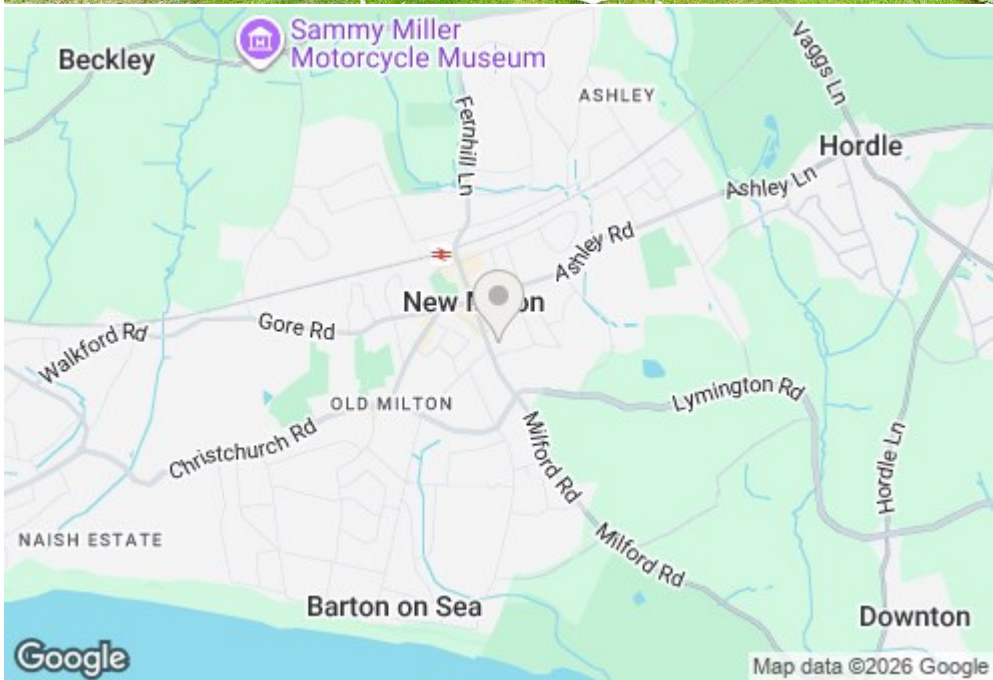 Sammy Miller
Motorcycle Museum
Beckley
Vaggs Ln
ASHLEY
Fernhill Ln
Hordle
Ashley Ln
Ashley Rd
New Milton
Gore Rd
Walkford Rd
Lymington Rd
OLD MILTON
Christchurch Rd
Milford Rd
Hordle Ln
NAISH ESTATE
Milford Rd
Barton on Sea
Downton
Google
Map data ©2026 Google